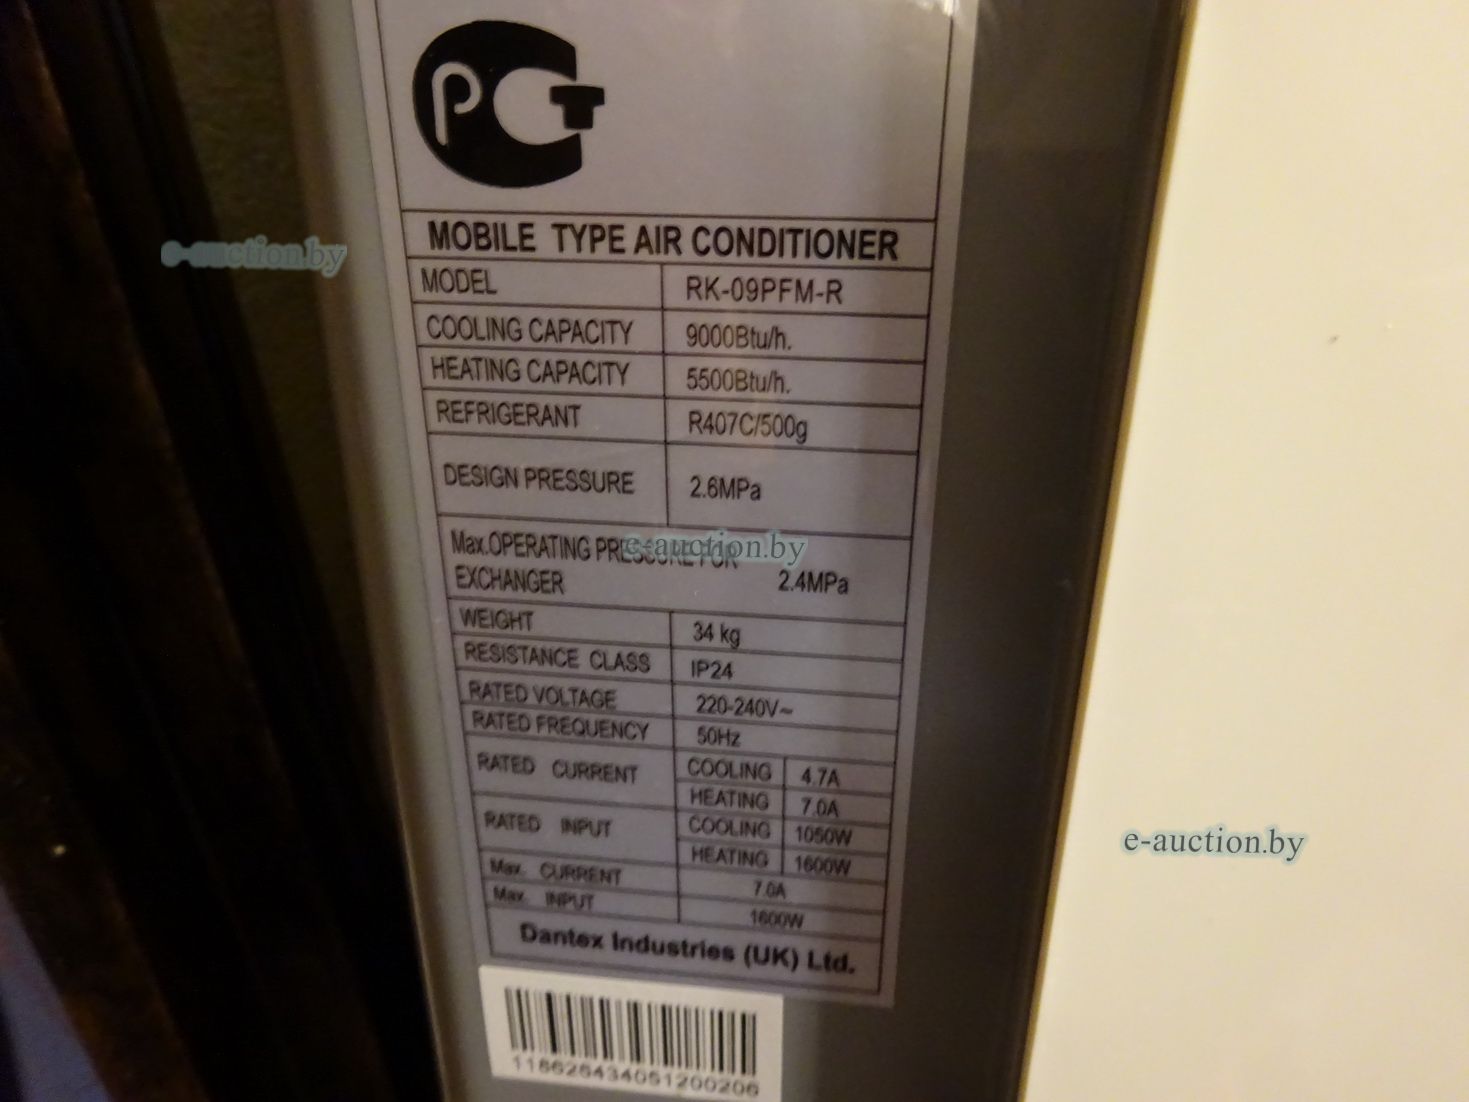 PCT
MOBILE TYPE AIR CONDITIONER
MODEL RK-09PFM-R
COOLING CAPACITY 9000Btu/h.
HEATING CAPACITY 5500Btu/h.
REFRIGERANT R407C/500g
DESIGN PRESSURE 2.6MPa
Max.OPERATING PRESSURE FOR
EXCHANGER 2.4MPa
WEIGHT 34 kg
RESISTANCE CLASS IP24
RATED VOLTAGE 220-240V~
RATED FREQUENCY 50Hz
RATED CURRENT COOLING 4.7A
HEATING 7.0A
RATED INPUT COOLING 1050W
HEATING 1600W
Max. CURRENT 7.0A
Max. INPUT 1600W
Dantex Industries (UK) Ltd.
118625434051200206
e-auction.by
e-auction.by
e-auction.by